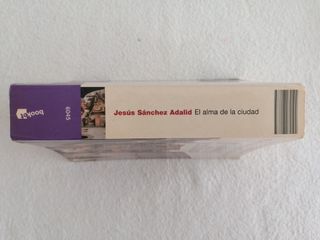 booket
6045
Jesús Sánchez Adalid El alma de la ciudad